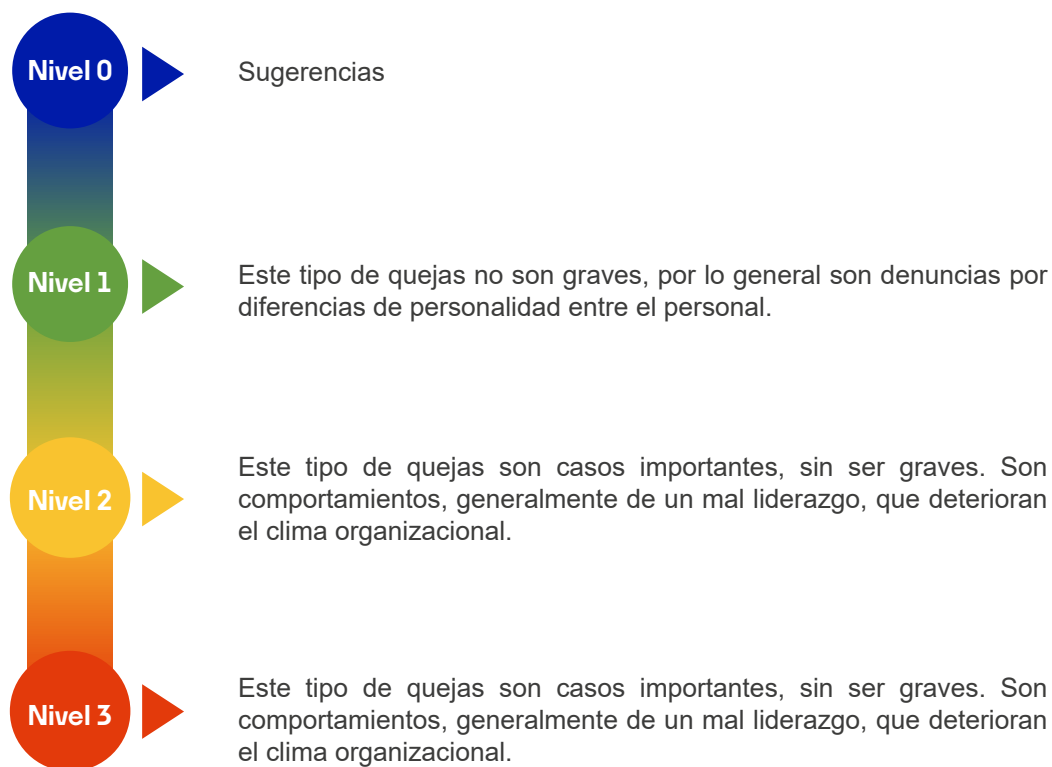 Nivel 0
Sugerencias
Nivel 1
Este tipo de quejas no son graves, por lo general son denuncias por
diferencias de personalidad entre el personal.
Nivel 2
Este tipo de quejas son casos importantes, sin ser graves. Son
comportamientos, generalmente de un mal liderazgo, que deterioran
el clima organizacional.
Nivel 3
Este tipo de quejas son casos importantes, sin ser graves. Son
comportamientos, generalmente de un mal liderazgo, que deterioran
el clima organizacional.